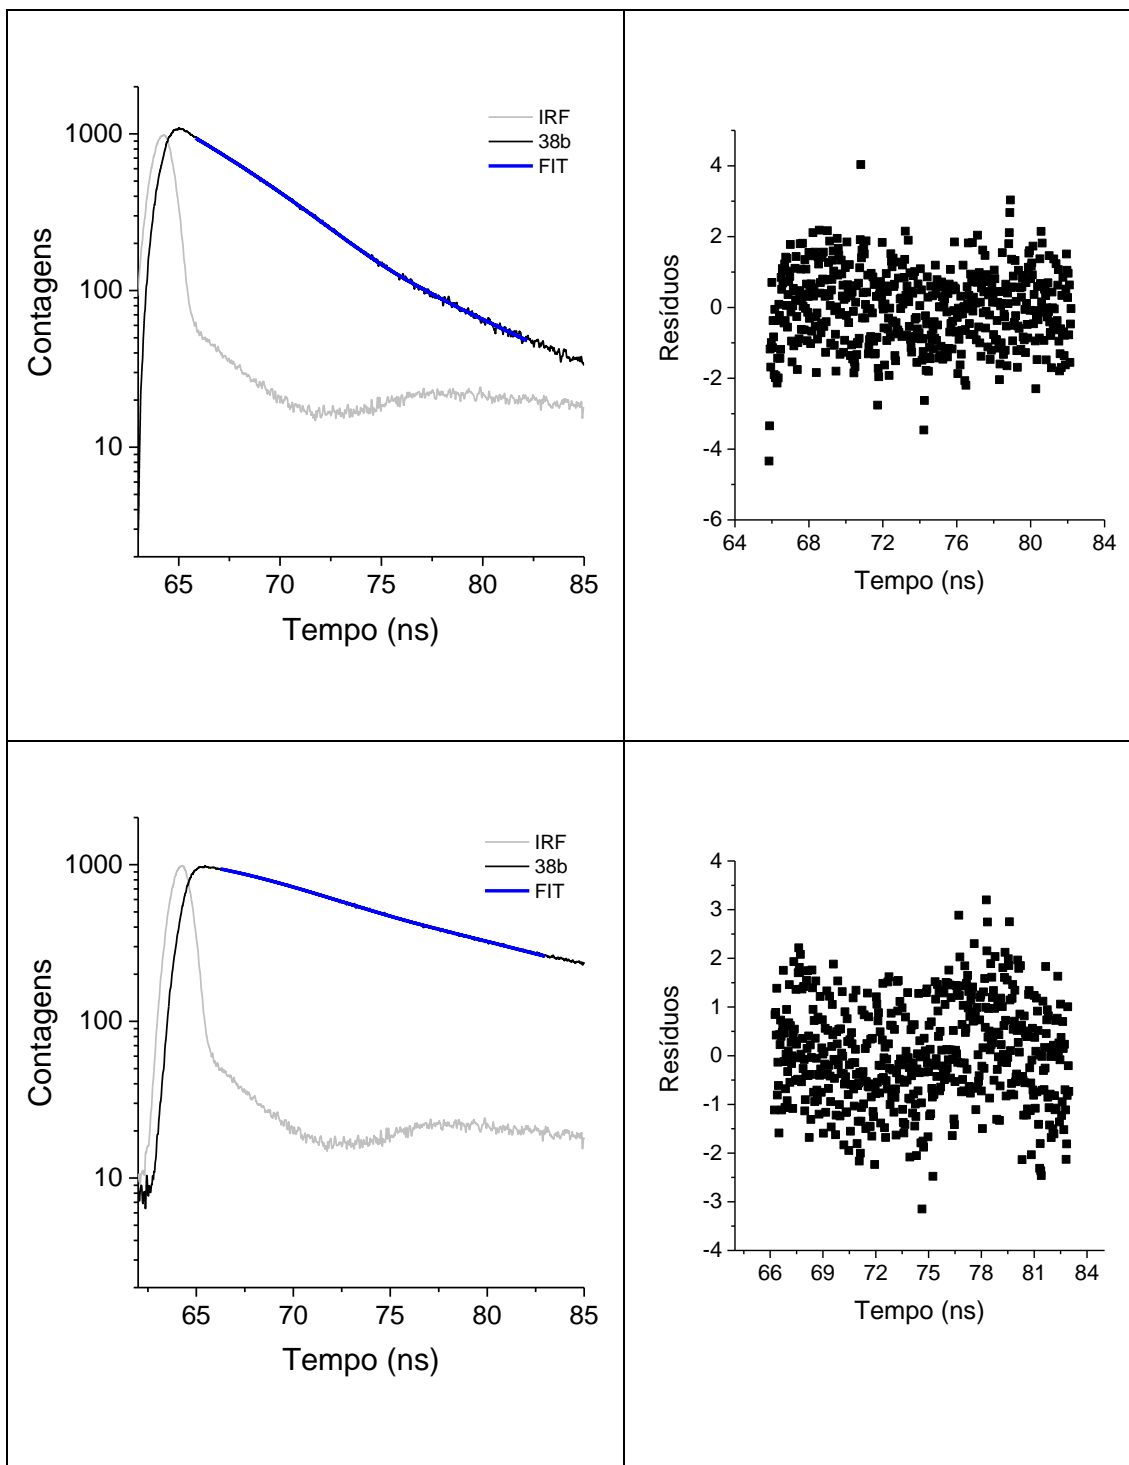 1000
100
10
Contagens
IRF
38b
FIT
65 70 75 80 85
Tempo (ns)
4
2
0
-2
-4
-6
Resíduos
64 68 72 76 80 84
Tempo (ns)
1000
100
10
Contagens
IRF
38b
FIT
65 70 75 80 85
Tempo (ns)
4
3
2
1
0
-1
-2
-3
-4
Resíduos
66 69 72 75 78 81 84
Tempo (ns)